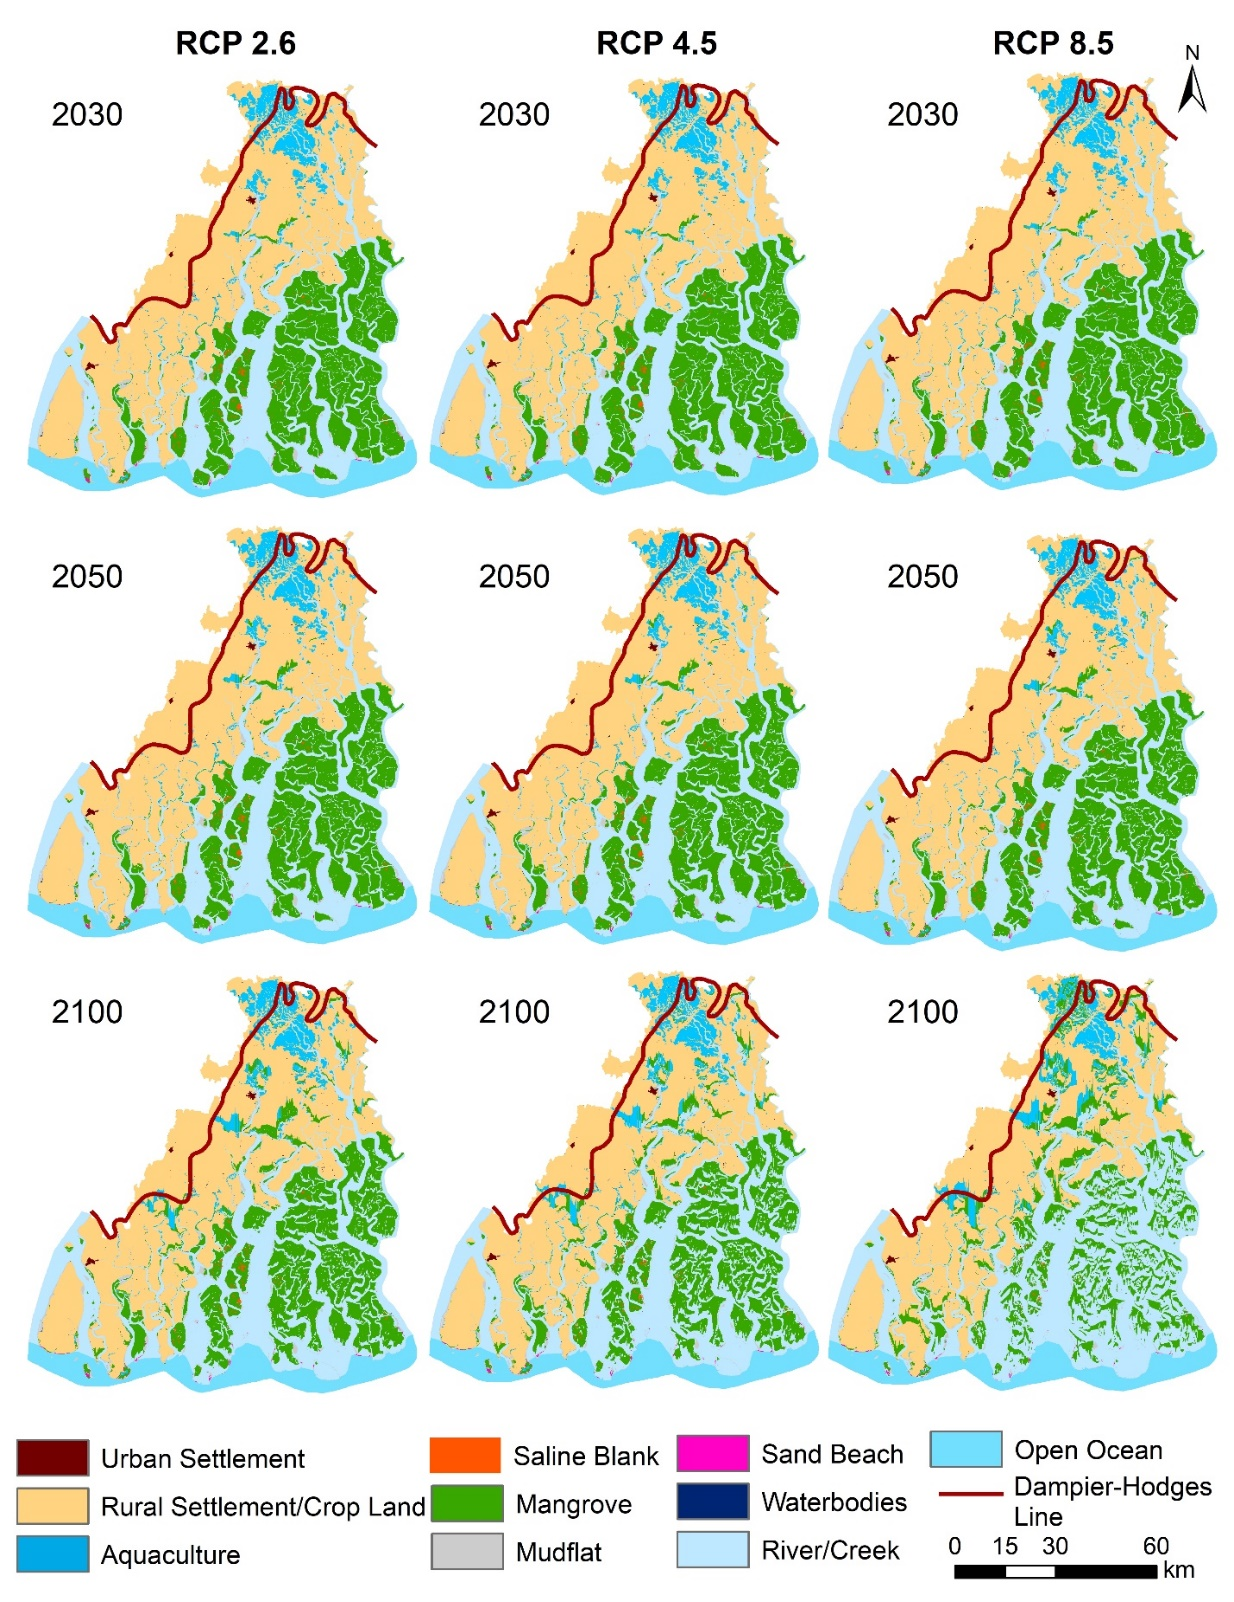 RCP 2.6
RCP 4.5
RCP 8.5
N
2030
2030
2030
2050
2050
2050
2100
2100
2100
Urban Settlement
Rural Settlement/Crop Land
Aquaculture
Saline Blank
Mangrove
Mudflat
Sand Beach
Waterbodies
River/Creek
Open Ocean
Dampier-Hodges
Line
0 15 30 60
km